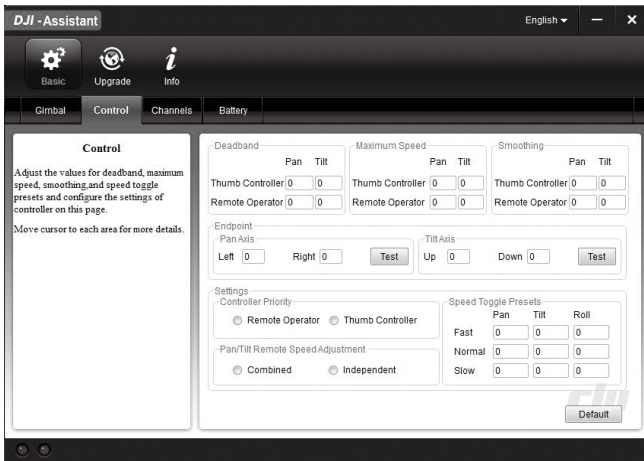 DJI - Assistant English
Basic Upgrade Info
Gimbal Control Channels Battery
Control
Adjust the values for deadband, maximum
speed, smoothing,and speed toggle
presets and configure the settings of
controller on this page.
Move cursor to each area for more details.
Deadband
Pan Tilt
Thumb Controller 0 0
Remote Operator 0 0
Maximum Speed
Pan Tilt
Thumb Controller 0 0
Remote Operator 0 0
Smoothing
Pan Tilt
Thumb Controller 0 0
Remote Operator 0 0
Endpoint
Pan Axis
Left 0 Right 0 Test
Tilt Axis
Up 0 Down 0 Test
Settings
Controller Priority
Remote Operator Thumb Controller
Pan/Tilt Remote Speed Adjustment
Combined Independent
Speed Toggle Presets
Pan Tilt Roll
Fast 0 0 0
Normal 0 0 0
Slow 0 0 0
dji
Default